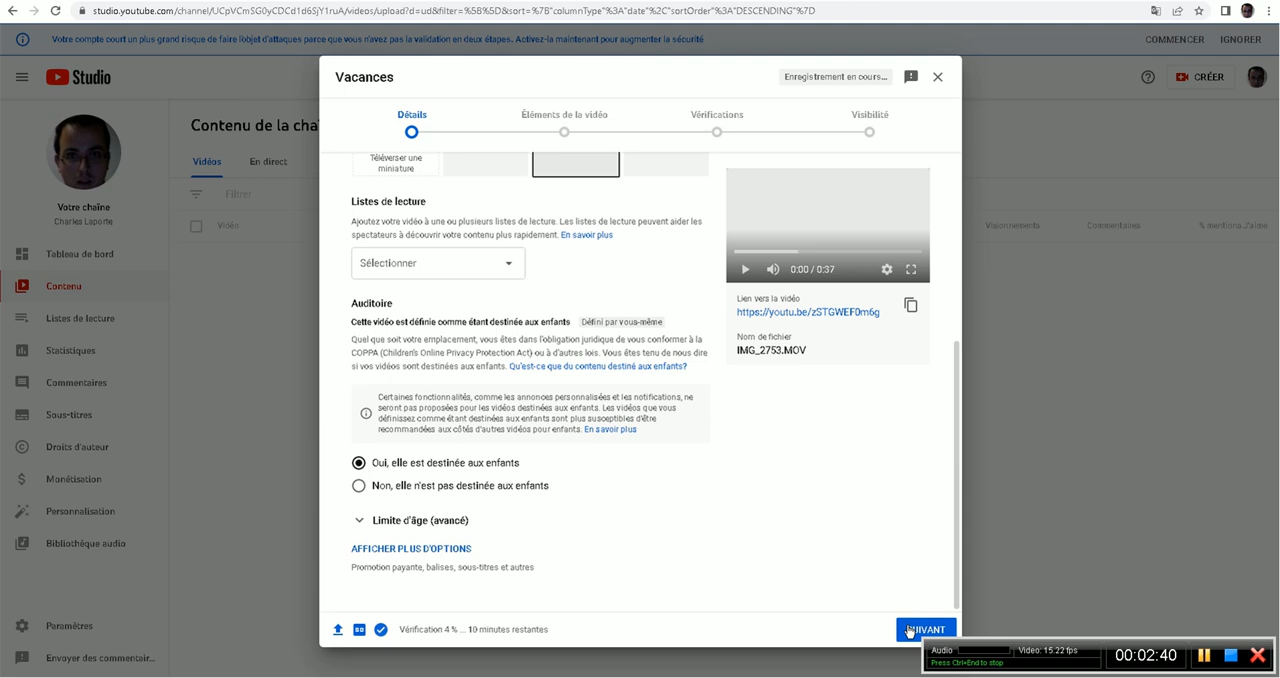 studio.youtube.com/channel/UCpVCmSG0yCDCd1d6SjY1ruA/videos/upload?d=ud&filter=%5B%5D&sort=%7B"columnType"%3A"date"%2C"sortOrder"%3A"DESCENDING"%7D
Votre compte court un plus grand risque de faire l'objet d'attaques parce que vous n'avez pas la validation en deux étapes. Activez-la maintenant pour augmenter la sécurité
COMMENCER
IGNORER
Studio
CRÉER
Vacances
Enregistrement en cours...
Détails
Éléments de la vidéo
Vérifications
Visibilité
Contenu de la chaî
Vidéos
En direct
Filtrer
Vidéo
Visionnements
Commentaires
% mentions J'aime
Votre chaîne
Charles Laporte
Tableau de bord
Contenu
Listes de lecture
Statistiques
Commentaires
Sous-titres
Droits d'auteur
Monétisation
Personnalisation
Bibliothèque audio
Paramètres
Envoyer des commentair...
Téléverser une
miniature
Listes de lecture
Ajoutez votre vidéo à une ou plusieurs listes de lecture. Les listes de lecture peuvent aider les
spectateurs à découvrir votre contenu plus rapidement. En savoir plus
Sélectionner
Auditoire
Cette vidéo est définie comme étant destinée aux enfants Défini par vous-même
Quel que soit votre emplacement, vous êtes dans l'obligation juridique de vous conformer à la
COPPA (Children's Online Privacy Protection Act) ou à d'autres lois. Vous êtes tenu de nous dire
si vos vidéos sont destinées aux enfants. Qu'est-ce que du contenu destiné aux enfants?
Certaines fonctionnalités, comme les annonces personnalisées et les notifications, ne
seront pas proposées pour les vidéos destinées aux enfants. Les vidéos que vous
définissez comme étant destinées aux enfants sont plus susceptibles d'être
recommandées aux côtés d'autres vidéos pour enfants. En savoir plus
Oui, elle est destinée aux enfants
Non, elle n'est pas destinée aux enfants
Limite d'âge (avancé)
AFFICHER PLUS D'OPTIONS
Promotion payante, balises, sous-titres et autres
0:00 / 0:37
Lien vers la vidéo
https://youtu.be/zSTGWEF0m6g
Nom de fichier
IMG_2753.MOV
Vérification 4 % ... 10 minutes restantes
SUIVANT
Audio
Video: 15.22 fps
Press Ctrl+End to stop
00:02:40